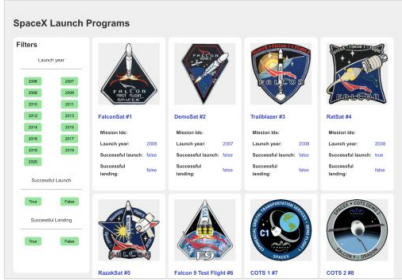 SpaceX Launch Programs
Filters
Launch year
2006 2007
2008 2009
2010 2011
2012 2013
2014 2015
2016 2017
2018 2019
2020
Successful Launch
True False
Successful Landing
True False
FalconSat #1
Mission Ids:
Launch year: 2006
Successful launch: false
Successful landing: false
DemoSat #2
Mission Ids:
Launch year: 2007
Successful launch: false
Successful landing: false
Trailblazer #3
Mission Ids:
Launch year: 2008
Successful launch: false
Successful landing: false
RatSat #4
Mission Ids:
Launch year: 2008
Successful launch: true
Successful landing: false
RazakSat #5
Falcon 9 Test Flight #6
COTS 1 #7
COTS 2 #8